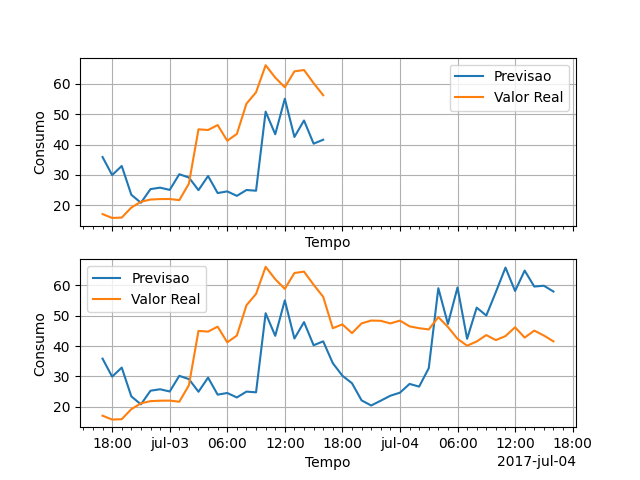 60
50
40
30
20
Consumo
Previsao
Valor Real
Tempo
60
50
40
30
20
Consumo
Previsao
Valor Real
18:00 jul-03 06:00 12:00 18:00 jul-04 06:00 12:00 18:00
Tempo
2017-jul-04